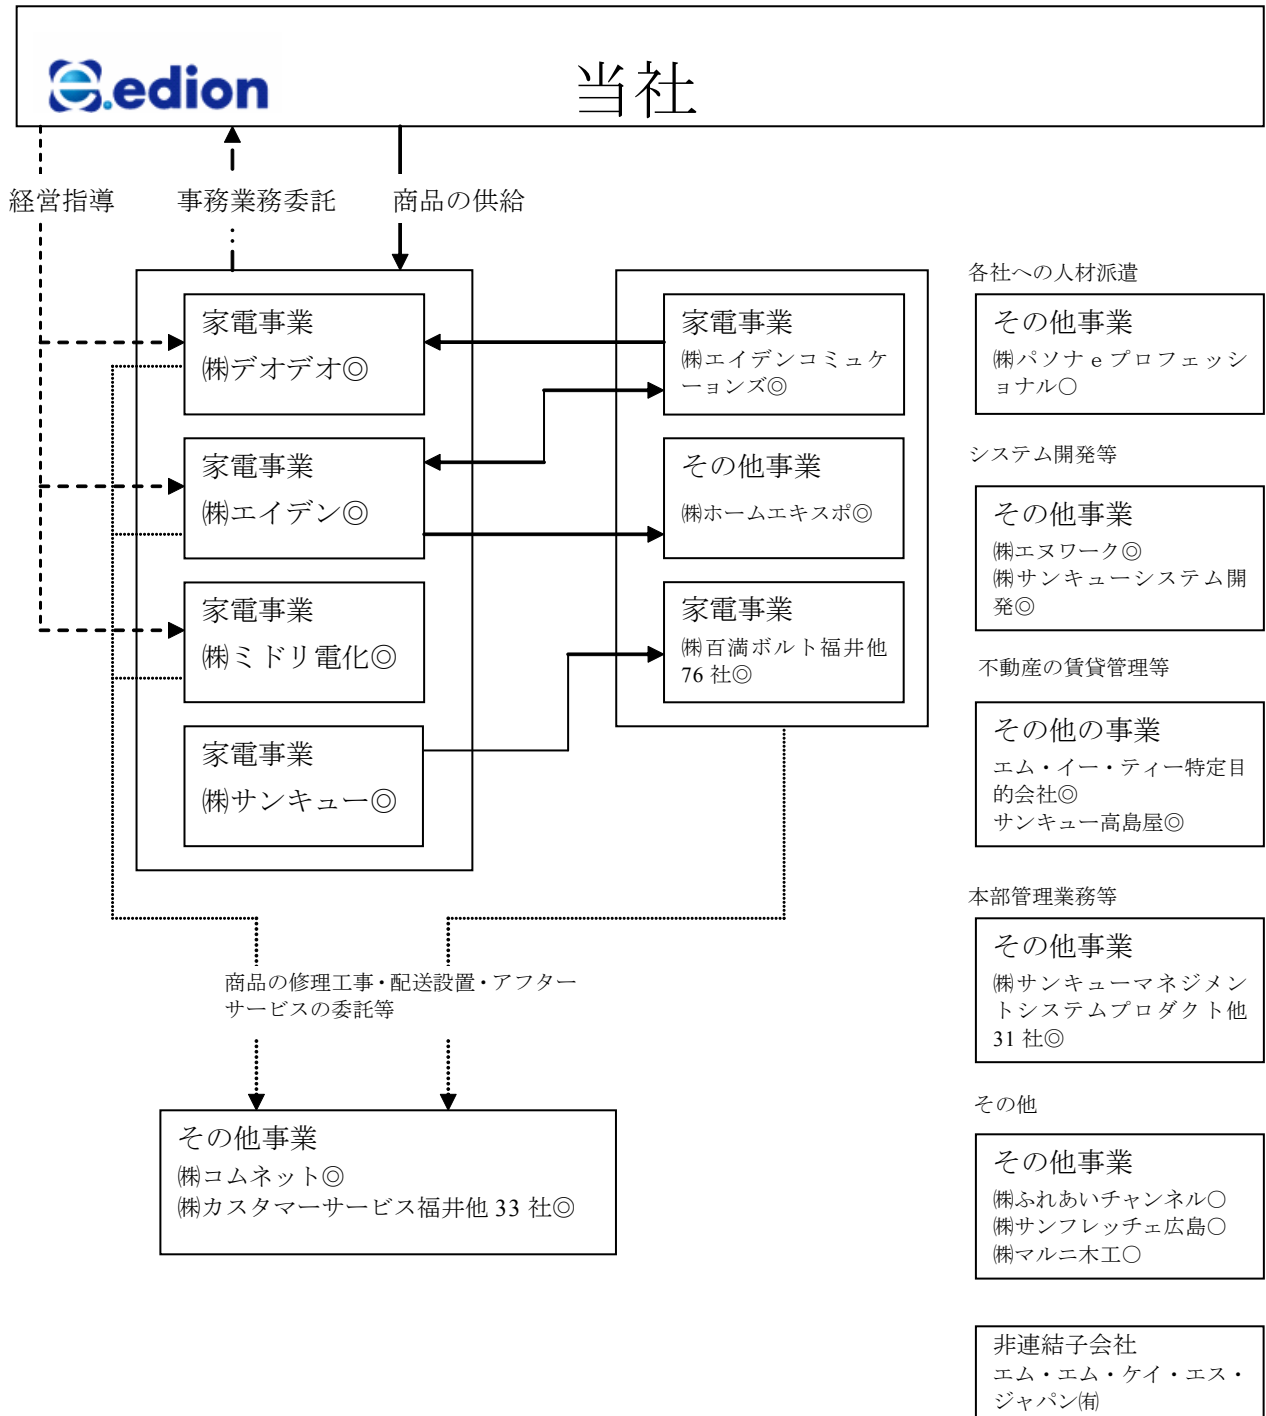 e.edion
当社
経営指導
事務業務委託
商品の供給
家電事業
㈱デオデオ◎
家電事業
㈱エイデン◎
家電事業
㈱ミドリ電化◎
家電事業
㈱サンキュー◎
家電事業
㈱エイデンコミュケ
ーョンズ◎
その他事業
㈱ホームエキスポ◎
家電事業
㈱百満ボルト福井他
76 社◎
商品の修理工事・配送設置・アフター
サービスの委託等
その他事業
㈱コムネット◎
㈱カスタマーサービス福井他 33 社◎
各社への人材派遣
その他事業
㈱パソナ e プロフェッシ
ョナル○
システム開発等
その他事業
㈱エヌワーク◎
㈱サンキューシステム開
発◎
不動産の賃貸管理等
その他の事業
エム・イー・ティー特定目
的会社◎
サンキュー高島屋◎
本部管理業務等
その他事業
㈱サンキューマネジメン
トシステムプロダクト他
31 社◎
その他
その他事業
㈱ふれあいチャンネル○
㈱サンフレッチェ広島○
㈱マルニ木工○
非連結子会社
エム・エム・ケイ・エス・
ジャパン㈲